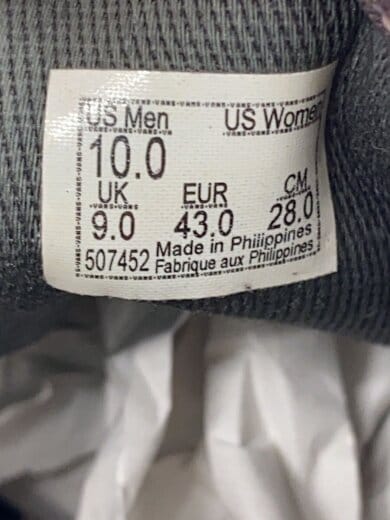 US Men US Women
10.0
UK EUR CM
9.0 43.0 28.0
507452 Made in Philippines
Fabrique aux Philippines